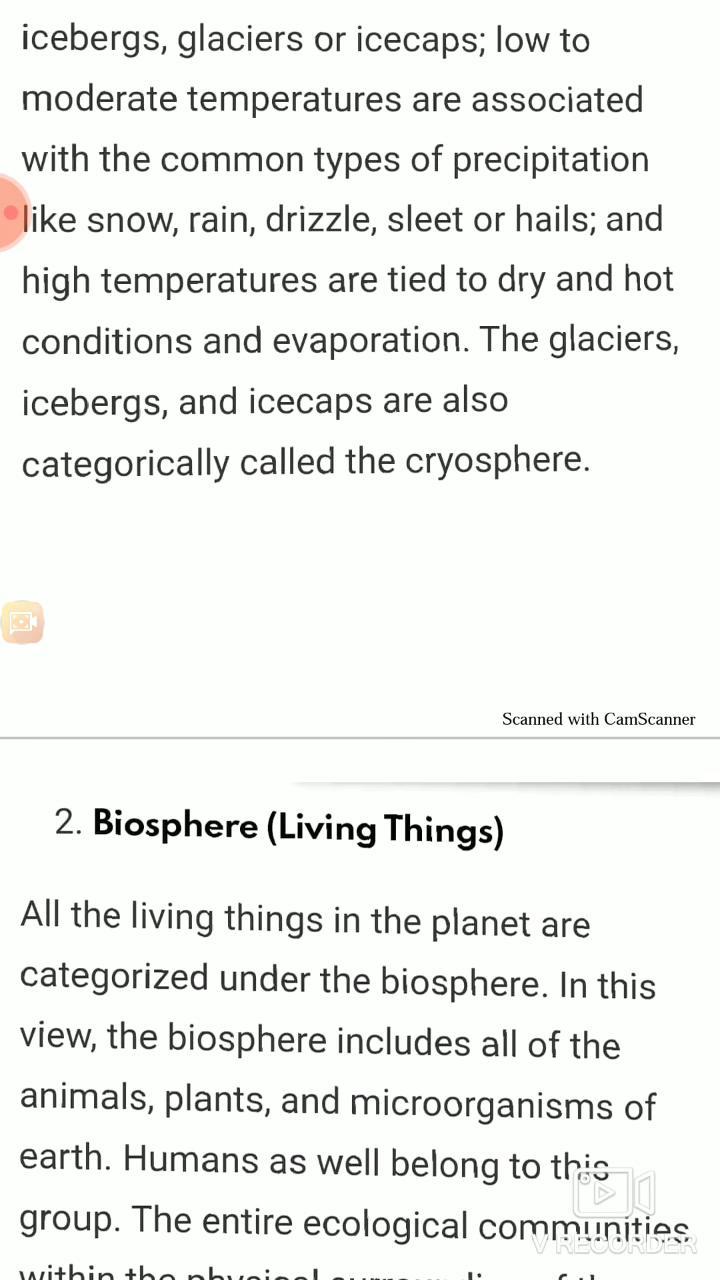 icebergs, glaciers or icecaps; low to
moderate temperatures are associated
with the common types of precipitation
like snow, rain, drizzle, sleet or hails; and
high temperatures are tied to dry and hot
conditions and evaporation. The glaciers,
icebergs, and icecaps are also
categorically called the cryosphere.
Scanned with CamScanner
2. Biosphere (Living Things)
All the living things in the planet are
categorized under the biosphere. In this
view, the biosphere includes all of the
animals, plants, and microorganisms of
earth. Humans as well belong to this
group. The entire ecological communities
V RECORDER
within the physical